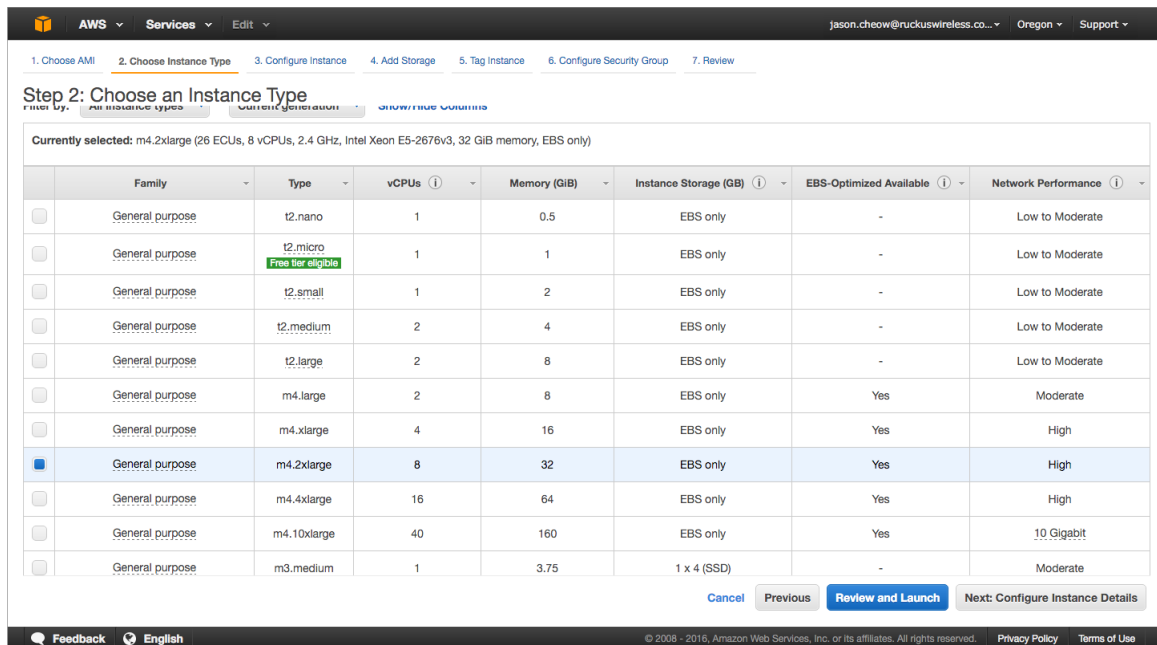 AWS Services Edit jason.cheow@ruckuswireless.co... Oregon Support
1. Choose AMI 2. Choose Instance Type 3. Configure Instance 4. Add Storage 5. Tag Instance 6. Configure Security Group 7. Review
Step 2: Choose an Instance Type
Filter by: All instance types Current generation Show/Hide Columns
Currently selected: m4.2xlarge (26 ECUs, 8 vCPUs, 2.4 GHz, Intel Xeon E5-2676v3, 32 GiB memory, EBS only)
Family Type vCPUs i Memory (GiB) Instance Storage (GB) i EBS-Optimized Available i Network Performance i
General purpose t2.nano 1 0.5 EBS only - Low to Moderate
General purpose t2.micro 1 1 EBS only - Low to Moderate
Free tier eligible
General purpose t2.small 1 2 EBS only - Low to Moderate
General purpose t2.medium 2 4 EBS only - Low to Moderate
General purpose t2.large 2 8 EBS only - Low to Moderate
General purpose m4.large 2 8 EBS only Yes Moderate
General purpose m4.xlarge 4 16 EBS only Yes High
General purpose m4.2xlarge 8 32 EBS only Yes High
General purpose m4.4xlarge 16 64 EBS only Yes High
General purpose m4.10xlarge 40 160 EBS only Yes 10 Gigabit
General purpose m3.medium 1 3.75 1 x 4 (SSD) - Moderate
Cancel Previous Review and Launch Next: Configure Instance Details
Feedback English © 2008 - 2016, Amazon Web Services, Inc. or its affiliates. All rights reserved. Privacy Policy Terms of Use